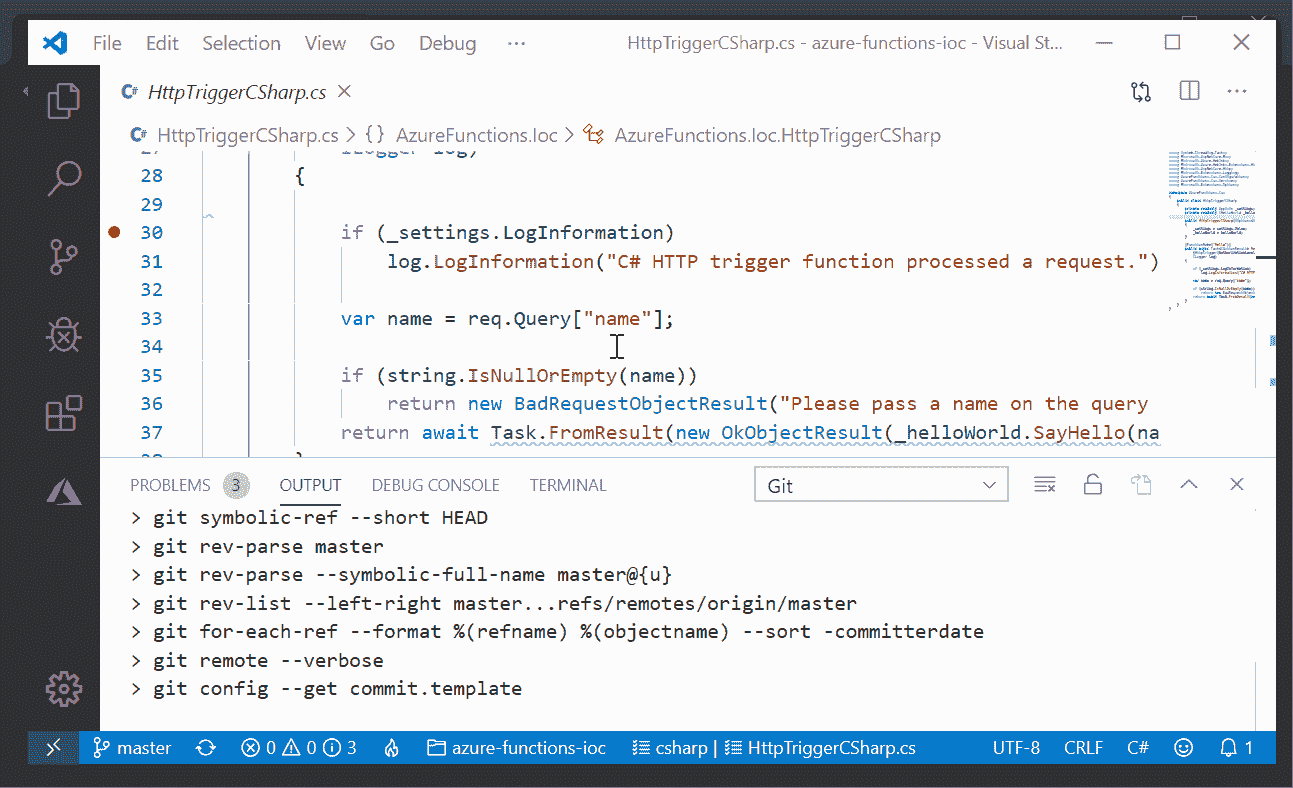 File Edit Selection View Go Debug ··· HttpTriggerCSharp.cs - azure-functions-ioc - Visual St...
C# HttpTriggerCSharp.cs
C# HttpTriggerCSharp.cs > {} AzureFunctions.Ioc > AzureFunctions.Ioc.HttpTriggerCSharp
28 {
29
30 if (_settings.LogInformation)
31 log.LogInformation("C# HTTP trigger function processed a request.")
32
33 var name = req.Query["name"];
34
35 if (string.IsNullOrEmpty(name))
36 return new BadRequestObjectResult("Please pass a name on the query
37 return await Task.FromResult(new OkObjectResult(_helloWorld.SayHello(na
PROBLEMS 3 OUTPUT DEBUG CONSOLE TERMINAL Git
> git symbolic-ref --short HEAD
> git rev-parse master
> git rev-parse --symbolic-full-name master@{u}
> git rev-list --left-right master...refs/remotes/origin/master
> git for-each-ref --format %(refname) %(objectname) --sort -committerdate
> git remote --verbose
> git config --get commit.template
master 0 0 3 azure-functions-ioc csharp | HttpTriggerCSharp.cs UTF-8 CRLF C# 1